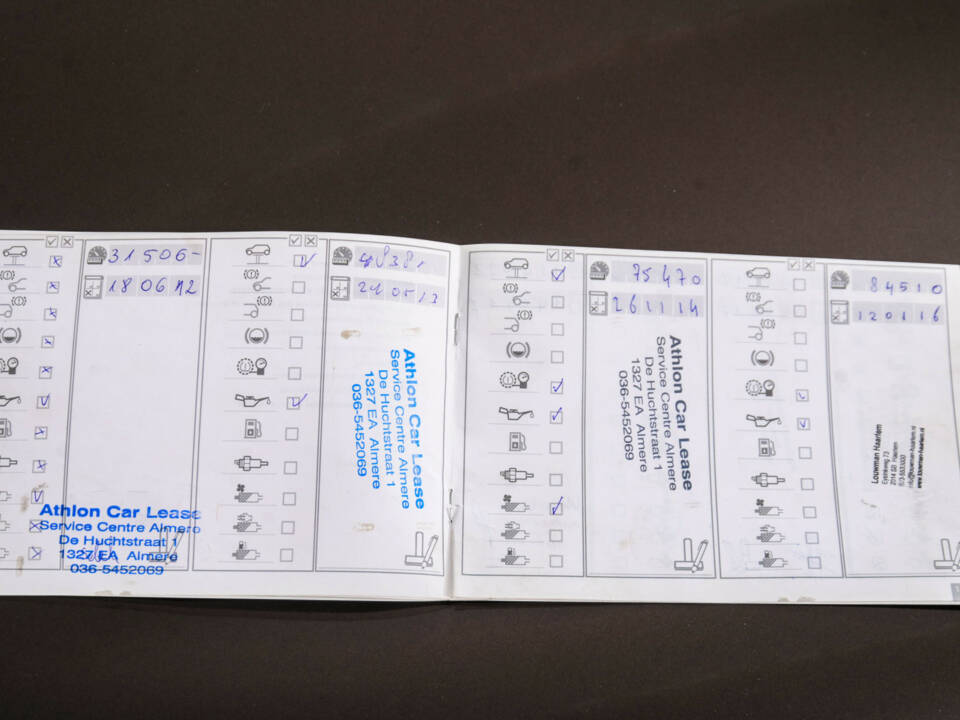 31506-
18 06 12
Athlon Car Lease
Service Centre Almere
De Huchtstraat 1
1327 EA Almere
036-5452069
24 05 13
Athlon Car Lease
Service Centre Almere
De Huchtstraat 1
1327 EA Almere
036-5452069
75470
26 11 14
Athlon Car Lease
Service Centre Almere
De Huchtstraat 1
1327 EA Almere
036-5452069
84510
12 01 16
Louwman Haarlem